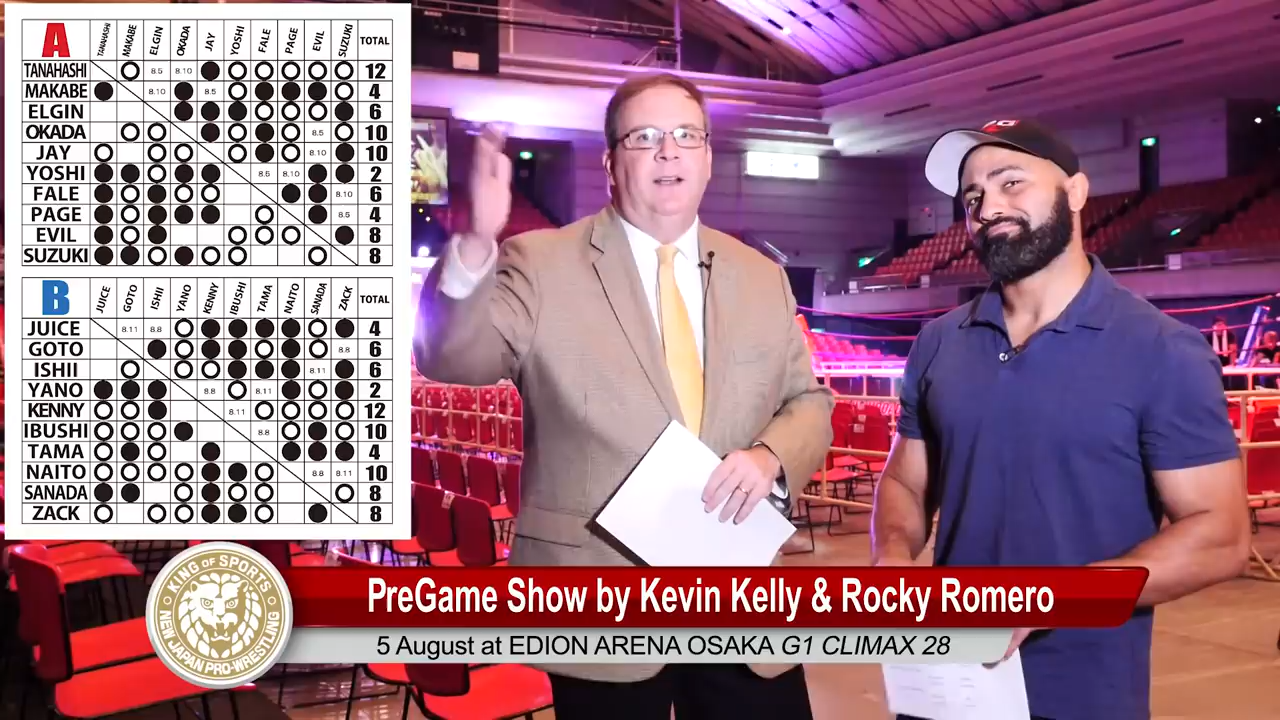 A TANAHASHI MAKABE ELGIN OKADA JAY YOSHI FALE PAGE EVIL SUZUKI TOTAL
TANAHASHI 8.5 8.10 12
MAKABE 8.10 8.5 4
ELGIN 6
OKADA 8.5 10
JAY 8.10 10
YOSHI 8.5 8.10 2
FALE 8.10 6
PAGE 8.5 4
EVIL 8
SUZUKI 8
B JUICE GOTO ISHII YANO KENNY IBUSHI TAMA NAITO SANADA ZACK TOTAL
JUICE 8.11 8.8 4
GOTO 8.8 6
ISHII 8.11 6
YANO 8.8 8.11 2
KENNY 8.11 12
IBUSHI 8.8 10
TAMA 4
NAITO 8.8 8.11 10
SANADA 8
ZACK 8
KING OF SPORTS
NEW JAPAN PRO-WRESTLING
PreGame Show by Kevin Kelly & Rocky Romero
5 August at EDION ARENA OSAKA G1 CLIMAX 28